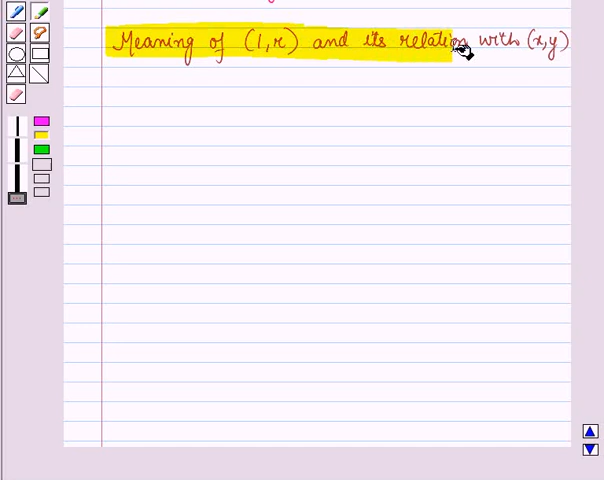 Meaning of (1,r) and its relation with (x,y)